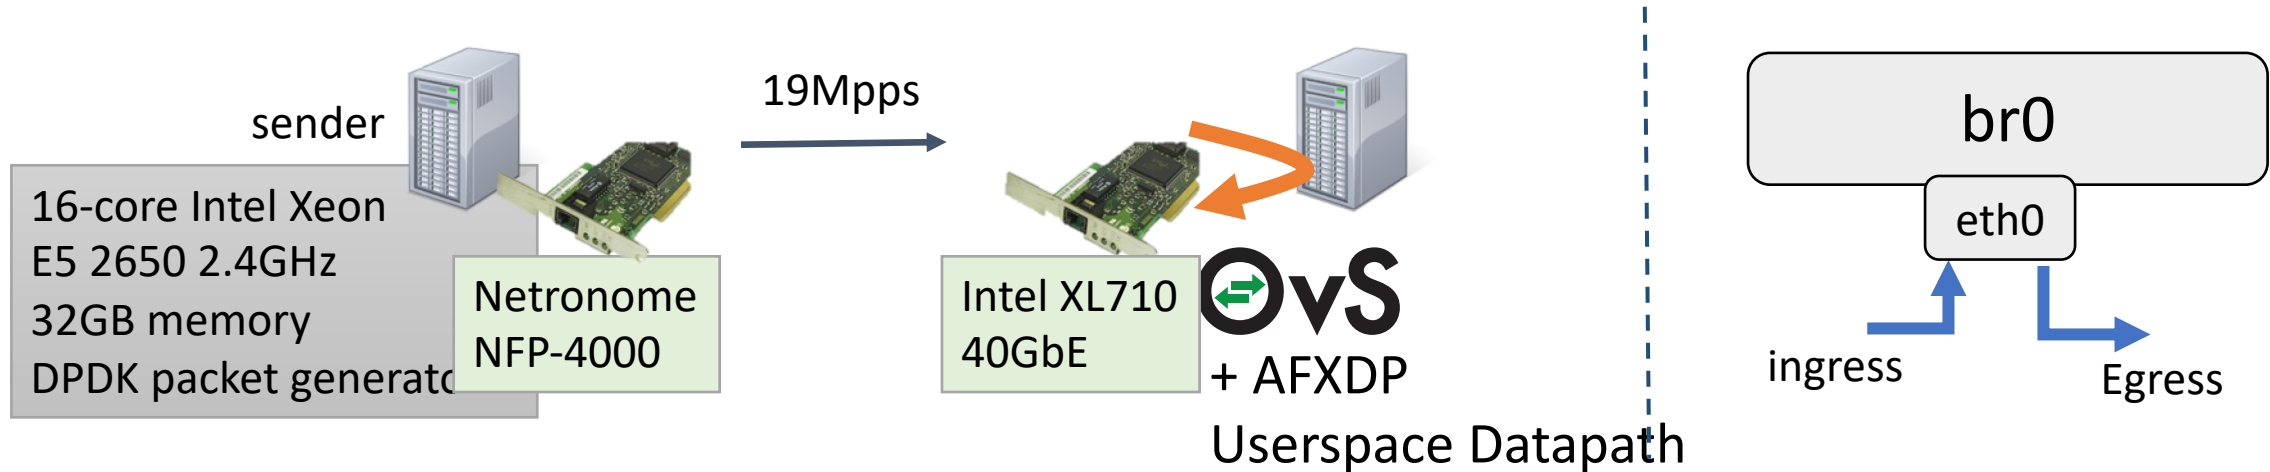 sender
16-core Intel Xeon
E5 2650 2.4GHz
32GB memory
DPDK packet generato
Netronome
NFP-4000
19Mpps
Intel XL710
40GbE
OvS
+ AFXDP
Userspace Datapath
br0
eth0
ingress
Egress